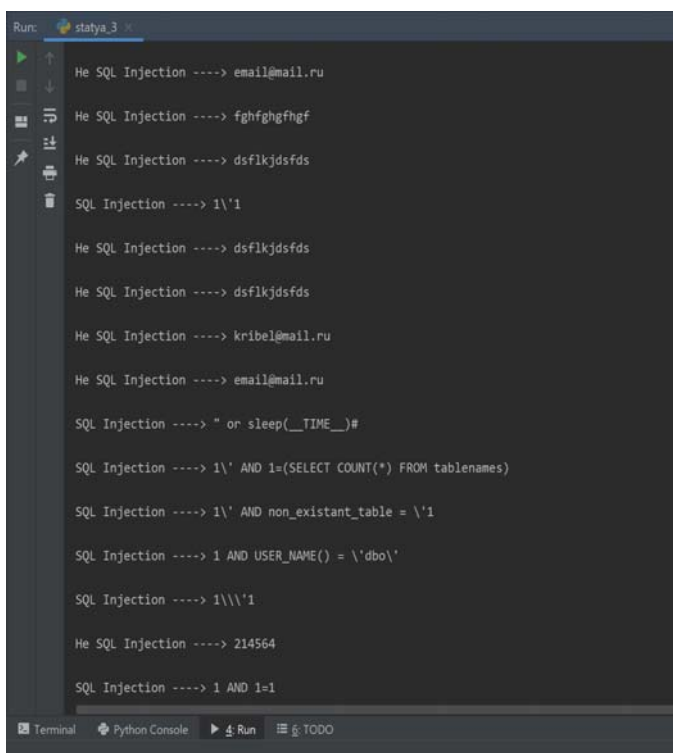 Run: statya_3 ×
Не SQL Injection ----> email@mail.ru
Не SQL Injection ----> fghfghgfhgf
Не SQL Injection ----> dsflkjdsfds
SQL Injection ----> 1\'1
Не SQL Injection ----> dsflkjdsfds
Не SQL Injection ----> dsflkjdsfds
Не SQL Injection ----> kribel@mail.ru
Не SQL Injection ----> email@mail.ru
SQL Injection ----> " or sleep(__TIME__)#
SQL Injection ----> 1\' AND 1=(SELECT COUNT(*) FROM tablenames)
SQL Injection ----> 1\' AND non_existant_table = \'1
SQL Injection ----> 1 AND USER_NAME() = \'dbo\'
SQL Injection ----> 1\\\'1
Не SQL Injection ----> 214564
SQL Injection ----> 1 AND 1=1
Terminal Python Console 4: Run 6: TODO